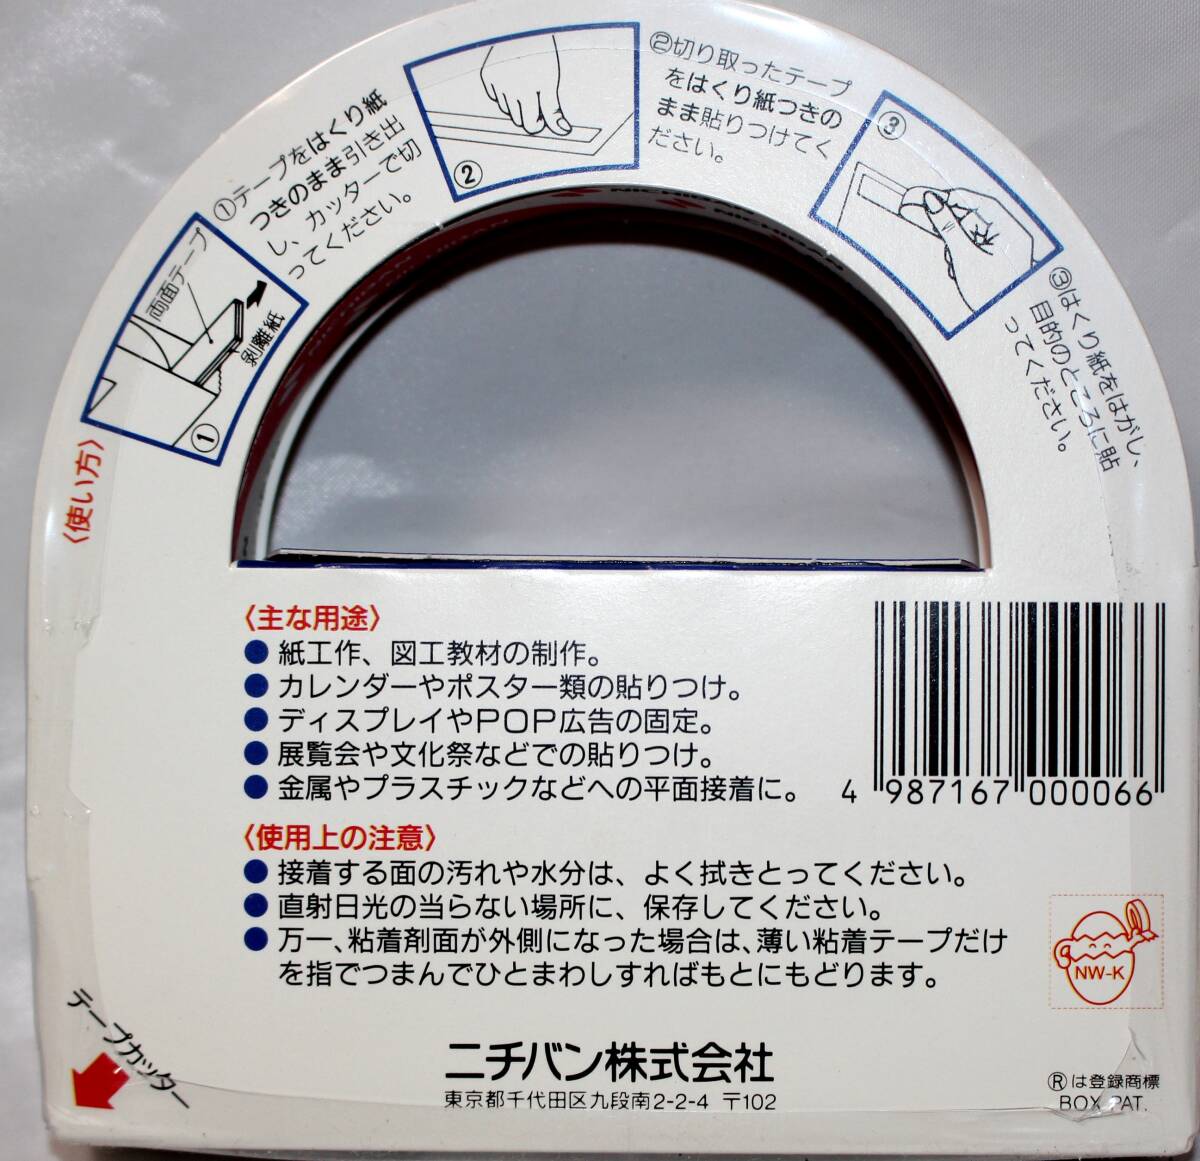 〈使い方〉
両面テープ
剥離紙
①
①テープをはくり紙
つきのまま引き出
し、カッターで切
ってください。
②
②切り取ったテープ
をはくり紙つきの
まま貼りつけてく
ださい。
③
③はくり紙をはがし、
目的のところに貼
ってください。
NICHIBAN
NICHIBAN
NICHIBAN
〈主な用途〉
●紙工作、図工教材の制作。
●カレンダーやポスター類の貼りつけ。
●ディスプレイやPOP広告の固定。
●展覧会や文化祭などでの貼りつけ。
●金属やプラスチックなどへの平面接着に。
4 987167 000066
〈使用上の注意〉
●接着する面の汚れや水分は、よく拭きとってください。
●直射日光の当らない場所に、保存してください。
●万一、粘着剤面が外側になった場合は、薄い粘着テープだけ
を指でつまんでひとまわしすればもとにもどります。
NW-K
テープカッター
ニチバン株式会社
東京都千代田区九段南2-2-4 〒102
®は登録商標
BOX PAT.